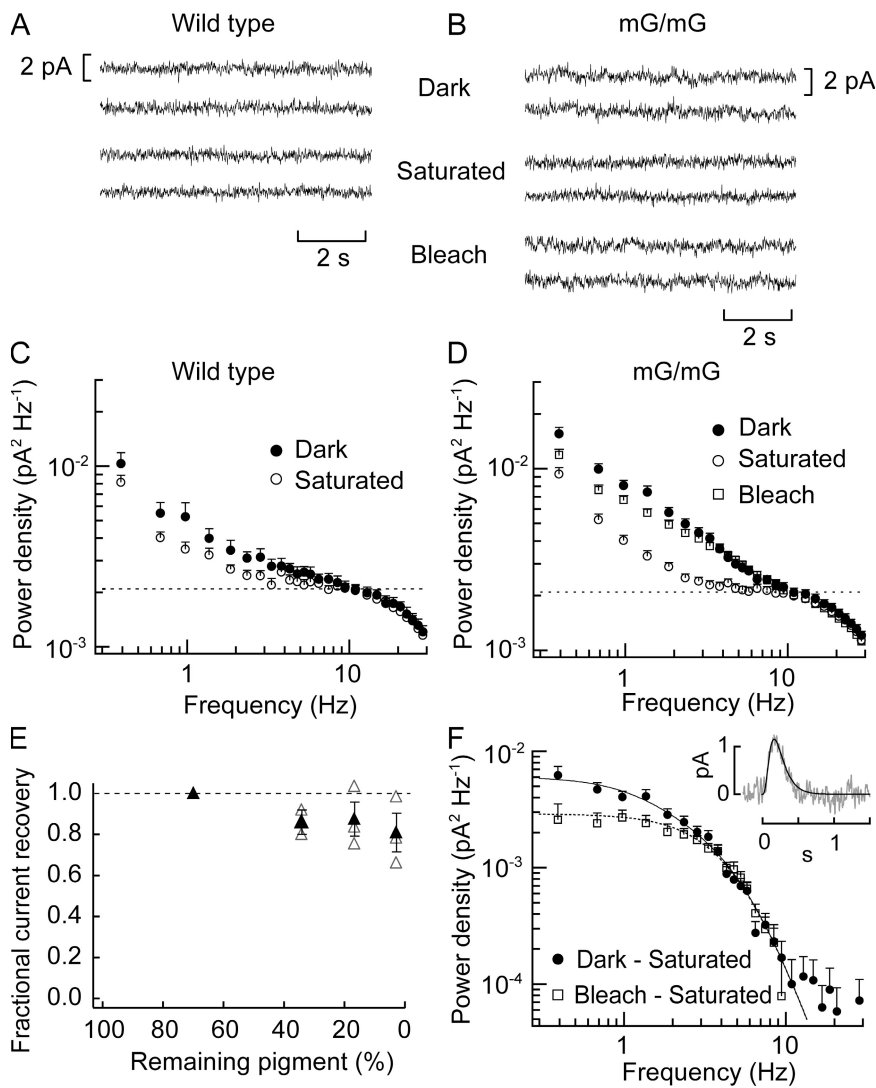 A
Wild type
2 pA
2 s
B
mG/mG
Dark
2 pA
Saturated
Bleach
2 s
C
Wild type
Power density (pA² Hz⁻¹)
10⁻²
10⁻³
Dark
Saturated
1
10
Frequency (Hz)
D
mG/mG
Power density (pA² Hz⁻¹)
10⁻²
10⁻³
Dark
Saturated
Bleach
1
10
Frequency (Hz)
E
Fractional current recovery
1.0
0.8
0.6
0.4
0.2
0.0
100
80
60
40
20
0
Remaining pigment (%)
F
Power density (pA² Hz⁻¹)
10⁻²
10⁻³
10⁻⁴
pA
1
0
0
1
s
Dark - Saturated
Bleach - Saturated
1
10
Frequency (Hz)